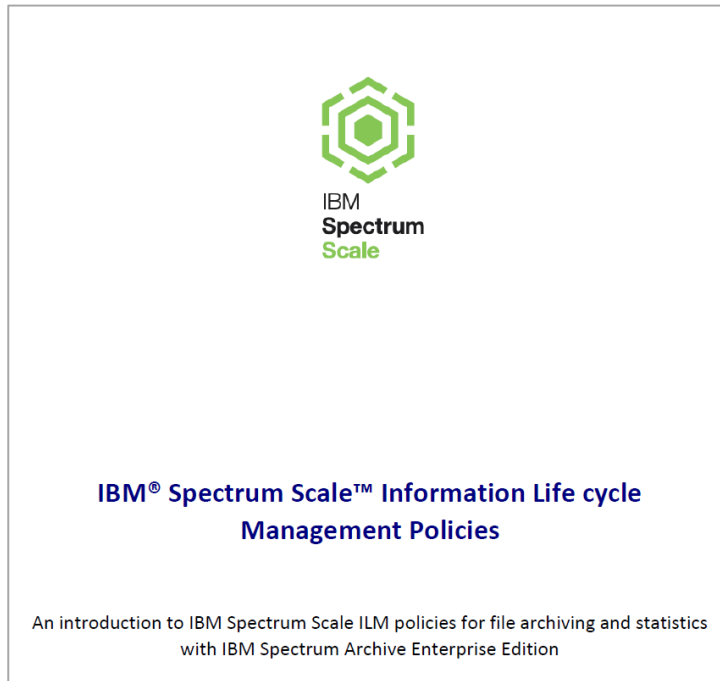 IBM
Spectrum
Scale
IBM® Spectrum Scale™ Information Life cycle
Management Policies
An introduction to IBM Spectrum Scale ILM policies for file archiving and statistics
with IBM Spectrum Archive Enterprise Edition